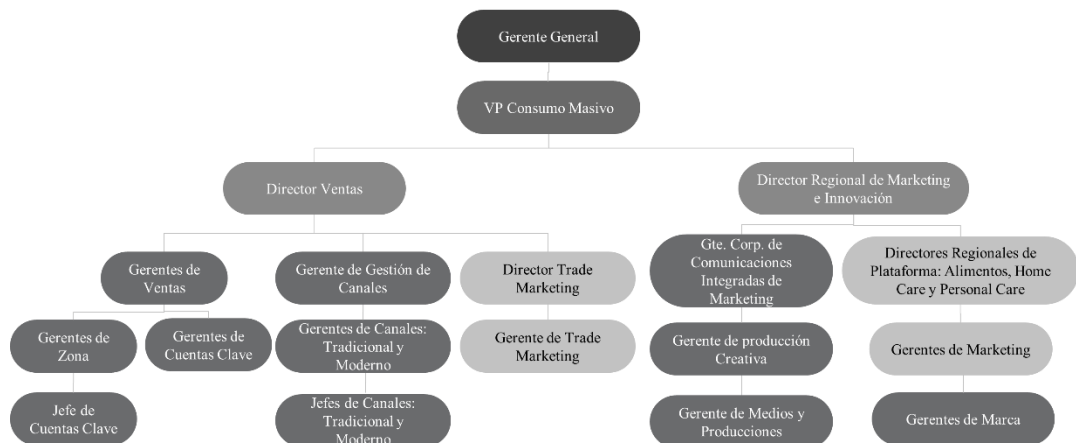 Gerente General
VP Consumo Masivo
Director Ventas
Director Regional de Marketing
e Innovación
Gerentes de
Ventas
Gerente de Gestión de
Canales
Director Trade
Marketing
Gte. Corp. de
Comunicaciones
Integradas de
Marketing
Directores Regionales de
Plataforma: Alimentos, Home
Care y Personal Care
Gerentes de
Zona
Gerentes de
Cuentas Clave
Gerentes de Canales:
Tradicional y
Moderno
Gerente de Trade
Marketing
Gerente de producción
Creativa
Gerentes de Marketing
Jefe de
Cuentas Clave
Jefes de Canales:
Tradicional y
Moderno
Gerente de Medios y
Producciones
Gerentes de Marca